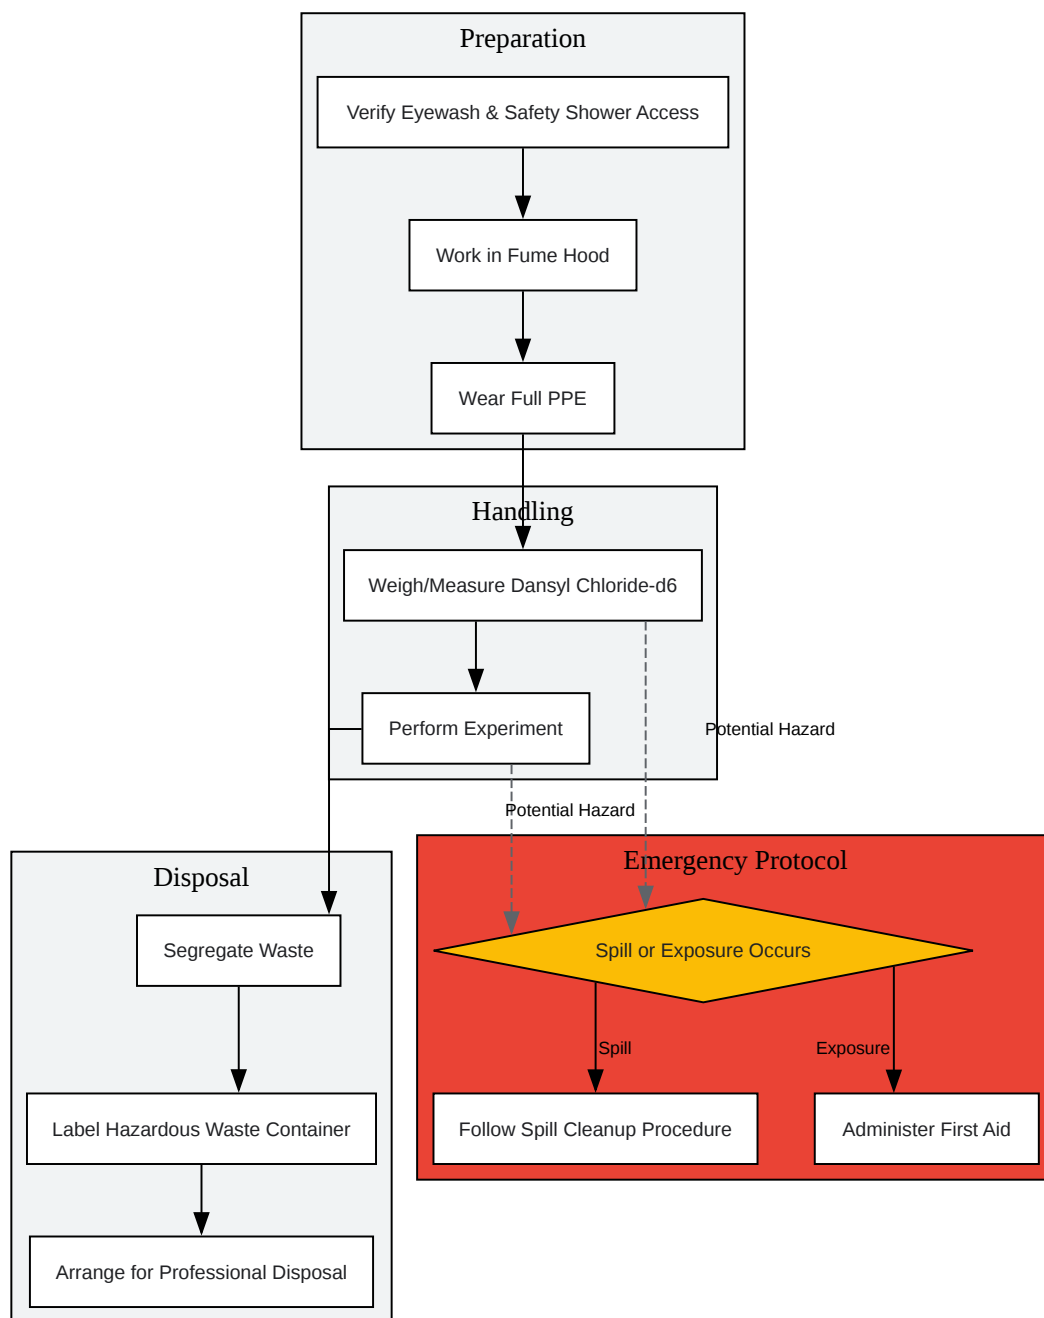 Preparation
Verify Eyewash & Safety Shower Access
Work in Fume Hood
Wear Full PPE
Handling
Weigh/Measure Dansyl Chloride-d6
Perform Experiment
Potential Hazard
Potential Hazard
Disposal
Segregate Waste
Label Hazardous Waste Container
Arrange for Professional Disposal
Emergency Protocol
Spill or Exposure Occurs
Spill
Exposure
Follow Spill Cleanup Procedure
Administer First Aid